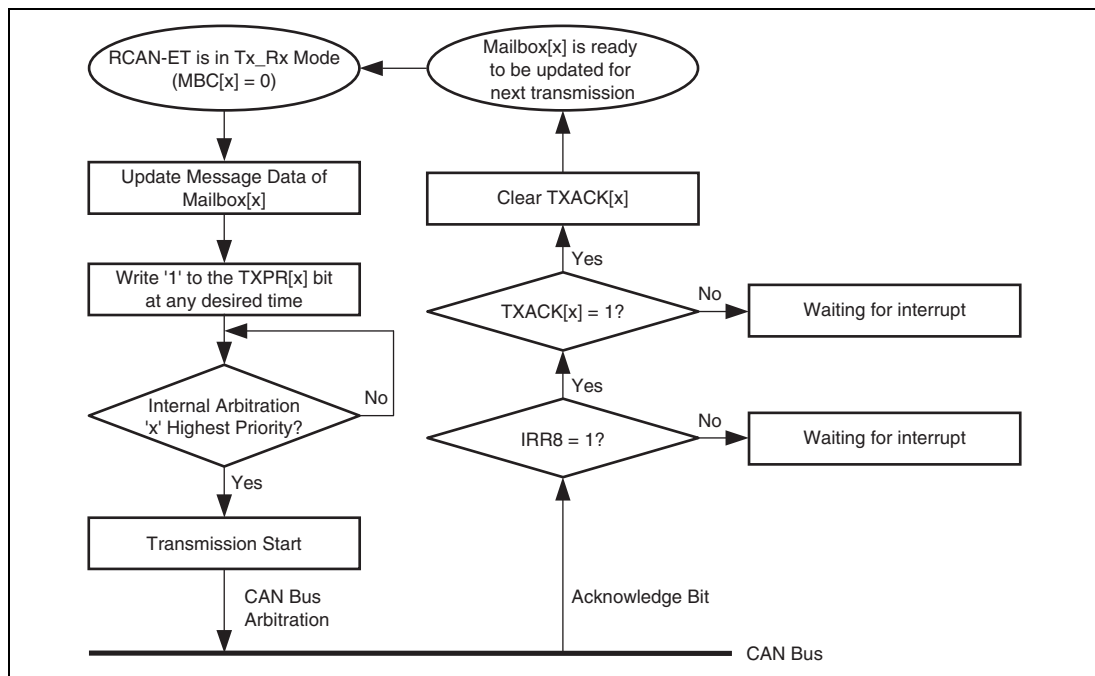 RCAN-ET is in Tx_Rx Mode
(MBC[x] = 0)
Update Message Data of
Mailbox[x]
Write '1' to the TXPR[x] bit
at any desired time
No
Internal Arbitration
'x' Highest Priority?
Yes
Transmission Start
CAN Bus
Arbitration
Mailbox[x] is ready
to be updated for
next transmission
Clear TXACK[x]
Yes
TXACK[x] = 1?
No
Waiting for interrupt
Yes
IRR8 = 1?
No
Waiting for interrupt
Acknowledge Bit
CAN Bus